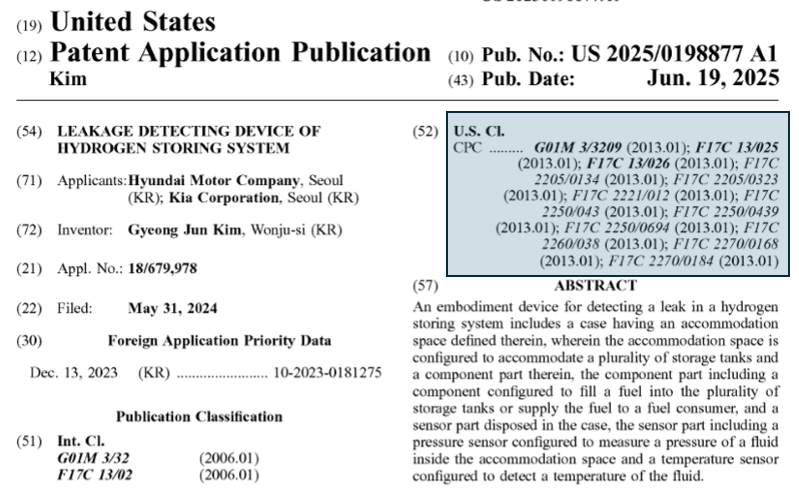 (19) United States
(12) Patent Application Publication
Kim
(10) Pub. No.: US 2025/0198877 A1
(43) Pub. Date: Jun. 19, 2025
(54) LEAKAGE DETECTING DEVICE OF
HYDROGEN STORING SYSTEM
(71) Applicants: Hyundai Motor Company, Seoul
(KR); Kia Corporation, Seoul (KR)
(72) Inventor: Gyeong Jun Kim, Wonju-si (KR)
(21) Appl. No.: 18/679,978
(22) Filed: May 31, 2024
(30) Foreign Application Priority Data
Dec. 13, 2023 (KR) ........................ 10-2023-0181275
Publication Classification
(51) Int. Cl.
G01M 3/32 (2006.01)
F17C 13/02 (2006.01)
(52) U.S. Cl.
CPC ......... G01M 3/3209 (2013.01); F17C 13/025
(2013.01); F17C 13/026 (2013.01); F17C
2205/0134 (2013.01); F17C 2205/0323
(2013.01); F17C 2221/012 (2013.01); F17C
2250/043 (2013.01); F17C 2250/0439
(2013.01); F17C 2250/0694 (2013.01); F17C
2260/038 (2013.01); F17C 2270/0168
(2013.01); F17C 2270/0184 (2013.01)
(57) ABSTRACT
An embodiment device for detecting a leak in a hydrogen
storing system includes a case having an accommodation
space defined therein, wherein the accommodation space is
configured to accommodate a plurality of storage tanks and
a component part therein, the component part including a
component configured to fill a fuel into the plurality of
storage tanks or supply the fuel to a fuel consumer, and a
sensor part disposed in the case, the sensor part including a
pressure sensor configured to measure a pressure of a fluid
inside the accommodation space and a temperature sensor
configured to detect a temperature of the fluid.